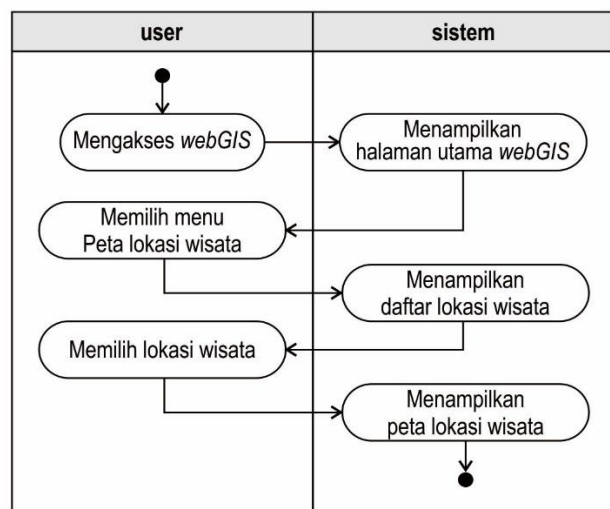 user
sistem
Mengakses webGIS
Menampilkan
halaman utama webGIS
Memilih menu
Peta lokasi wisata
Menampilkan
daftar lokasi wisata
Memilih lokasi wisata
Menampilkan
peta lokasi wisata